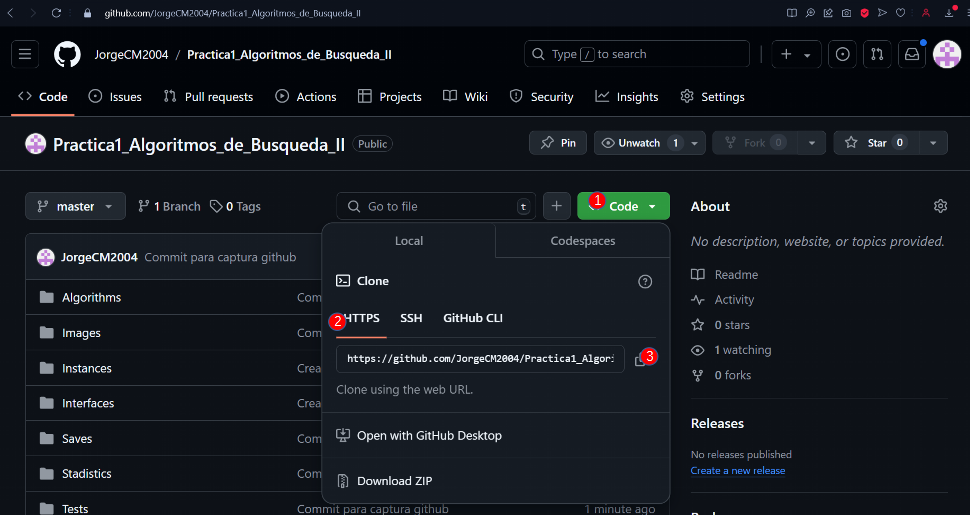 github.com/JorgeCM2004/Practica1_Algoritmos_de_Busqueda_II
JorgeCM2004 / Practica1_Algoritmos_de_Busqueda_II
Type / to search
Code Issues Pull requests Actions Projects Wiki Security Insights Settings
Practica1_Algoritmos_de_Busqueda_II Public
Pin Unwatch 1 Fork 0 Star 0
master 1 Branch 0 Tags Go to file t 1 Code
About
No description, website, or topics provided.
Local Codespaces
JorgeCM2004 Commit para captura github
Clone
Readme
Algorithms Com
Activity
2 HTTPS SSH GitHub CLI
0 stars
Images Com
1 watching
https://github.com/JorgeCM2004/Practica1_Algori 3
Instances Crea
0 forks
Clone using the web URL.
Interfaces Crea
Releases
Open with GitHub Desktop
Saves Com
No releases published
Create a new release
Statistics Com
Download ZIP
Tests Commit para captura github 1 minute ago